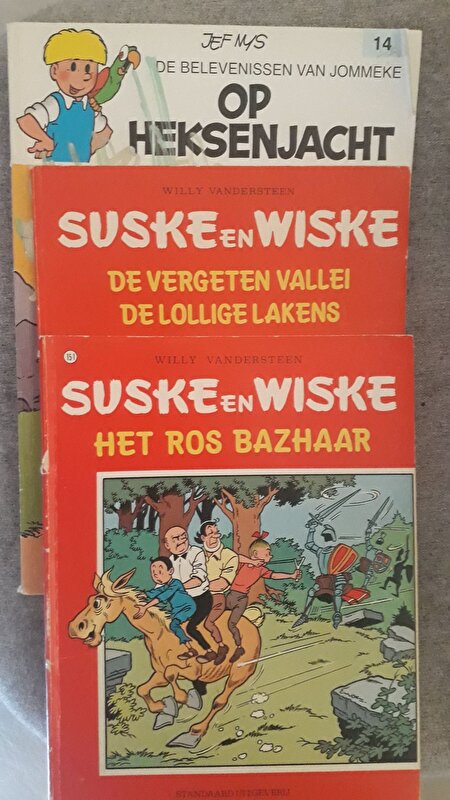 JEF NYS
14
DE BELEVENISSEN VAN JOMMEKE
OP
HEKSENJACHT
WILLY VANDERSTEEN
SUSKE EN WISKE
DE VERGETEN VALLEI
DE LOLLIGE LAKENS
151
WILLY VANDERSTEEN
SUSKE EN WISKE
HET ROS BAZHAAR
STANDAARD UITGEVERIJ